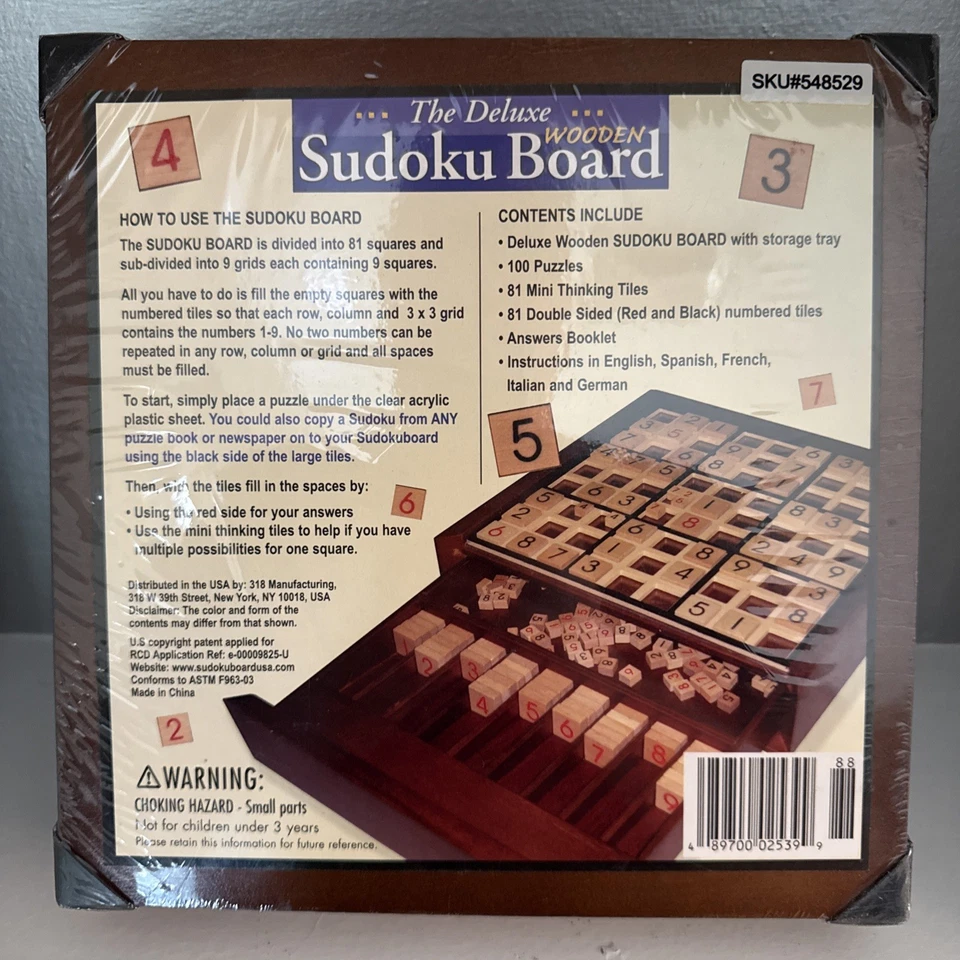 SKU#548529
The Deluxe
WOODEN
Sudoku Board
4
3
HOW TO USE THE SUDOKU BOARD
The SUDOKU BOARD is divided into 81 squares and
sub-divided into 9 grids each containing 9 squares.
All you have to do is fill the empty squares with the
numbered tiles so that each row, column and 3 x 3 grid
contains the numbers 1-9. No two numbers can be
repeated in any row, column or grid and all spaces
must be filled.
To start, simply place a puzzle under the clear acrylic
plastic sheet. You could also copy a Sudoku from ANY
puzzle book or newspaper on to your Sudokuboard
using the black side of the large tiles.
Then, with the tiles fill in the spaces by:
• Using the red side for your answers
• Use the mini thinking tiles to help if you have
multiple possibilities for one square.
6
Distributed in the USA by: 318 Manufacturing,
318 W 39th Street, New York, NY 10018, USA
Disclaimer: The color and form of the
contents may differ from that shown.
U.S copyright patent applied for
RCD Application Ref: e-00009825-U
Website: www.sudokuboardusa.com
Conforms to ASTM F963-03
Made in China
2
WARNING:
CHOKING HAZARD - Small parts
Not for children under 3 years
Please retain this information for future reference.
CONTENTS INCLUDE
• Deluxe Wooden SUDOKU BOARD with storage tray
• 100 Puzzles
• 81 Mini Thinking Tiles
• 81 Double Sided (Red and Black) numbered tiles
• Answers Booklet
• Instructions in English, Spanish, French,
Italian and German
7
5
2
3
4
5
6
7
8
9
88
4 89700 02539 9